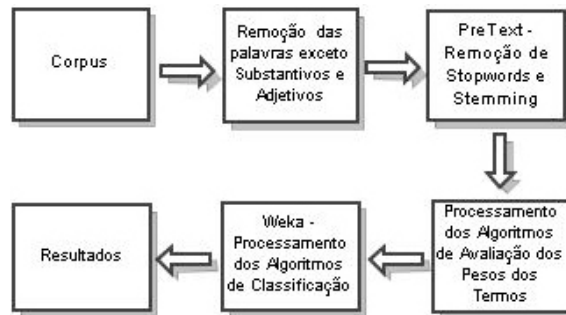 Corpus
Remoção das
palavras exceto
Substantivos e
Adjetivos
PreText -
Remoção de
Stopwords e
Stemming
Processamento
dos Algoritmos
de Avaliação dos
Pesos dos
Termos
Weka -
Processamento
dos Algoritmos
de Classificação
Resultados